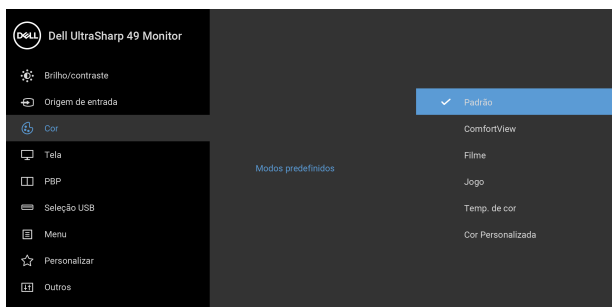 DELL Dell UltraSharp 49 Monitor
Brilho/contraste
Origem de entrada
Cor
Tela
PBP
Seleção USB
Menu
Personalizar
Outros
Modos predefinidos
Padrão
ComfortView
Filme
Jogo
Temp. de cor
Cor Personalizada